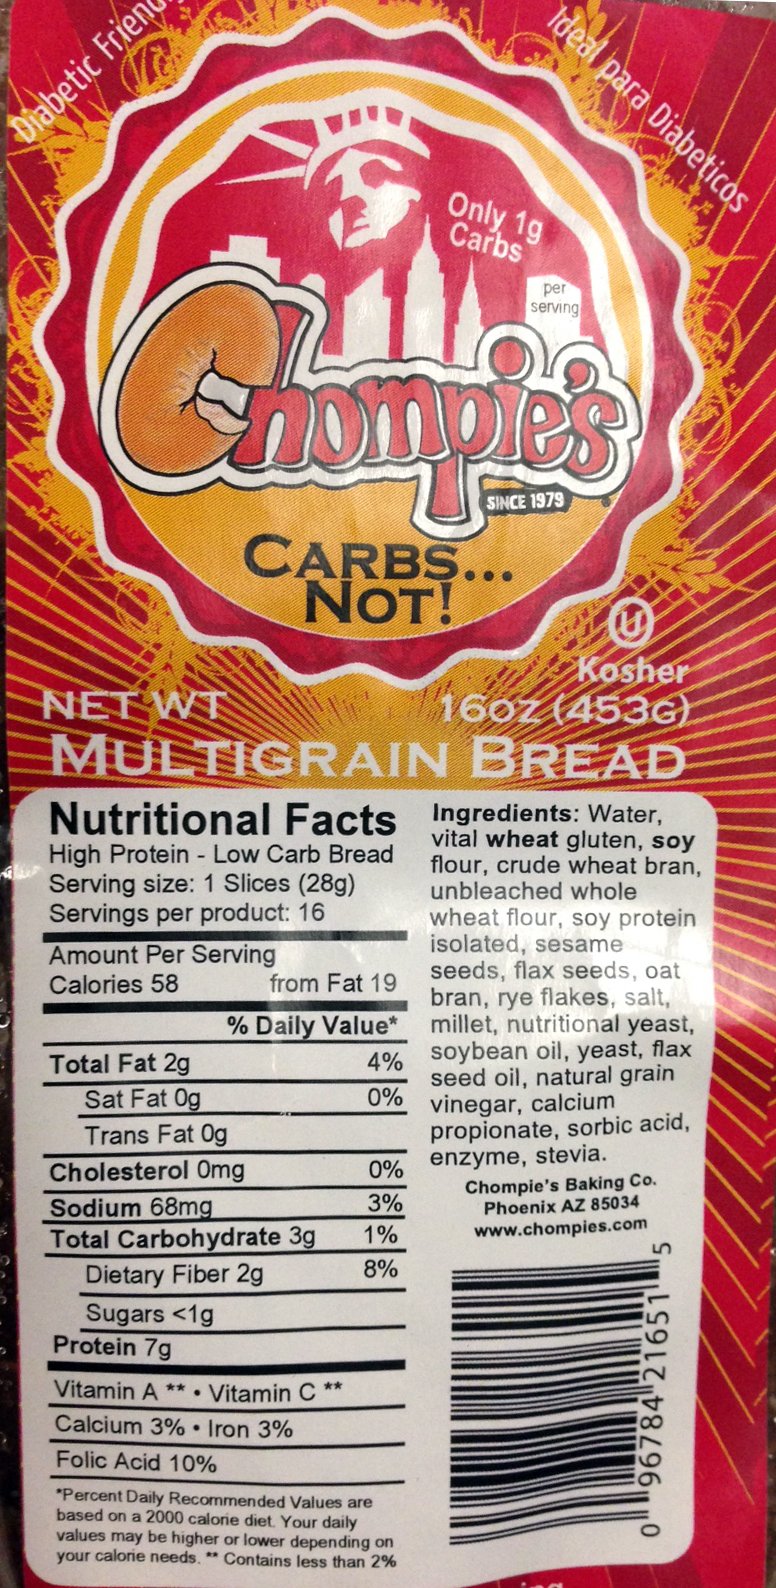 Diabetic
Ideal para Diabeticos
Only 1g
Carbs
per
serving
Chompie's
SINCE 1979
CARBS...
NOT!
U
Kosher
NET WT 16OZ (453G)
MULTIGRAIN BREAD
Nutritional Facts
High Protein - Low Carb Bread
Serving size: 1 Slices (28g)
Servings per product: 16
Amount Per Serving
Calories 58 from Fat 19
% Daily Value*
Total Fat 2g 4%
Sat Fat 0g 0%
Trans Fat 0g
Cholesterol 0mg 0%
Sodium 68mg 3%
Total Carbohydrate 3g 1%
Dietary Fiber 2g 8%
Sugars <1g
Protein 7g
Vitamin A ** • Vitamin C **
Calcium 3% • Iron 3%
Folic Acid 10%
*Percent Daily Recommended Values are
based on a 2000 calorie diet. Your daily
values may be higher or lower depending on
your calorie needs. ** Contains less than 2%
Ingredients: Water,
vital wheat gluten, soy
flour, crude wheat bran,
unbleached whole
wheat flour, soy protein
isolated, sesame
seeds, flax seeds, oat
bran, rye flakes, salt,
millet, nutritional yeast,
soybean oil, yeast, flax
seed oil, natural grain
vinegar, calcium
propionate, sorbic acid,
enzyme, stevia.
Chompie's Baking Co.
Phoenix AZ 85034
www.chompies.com
0 96784 21651 5